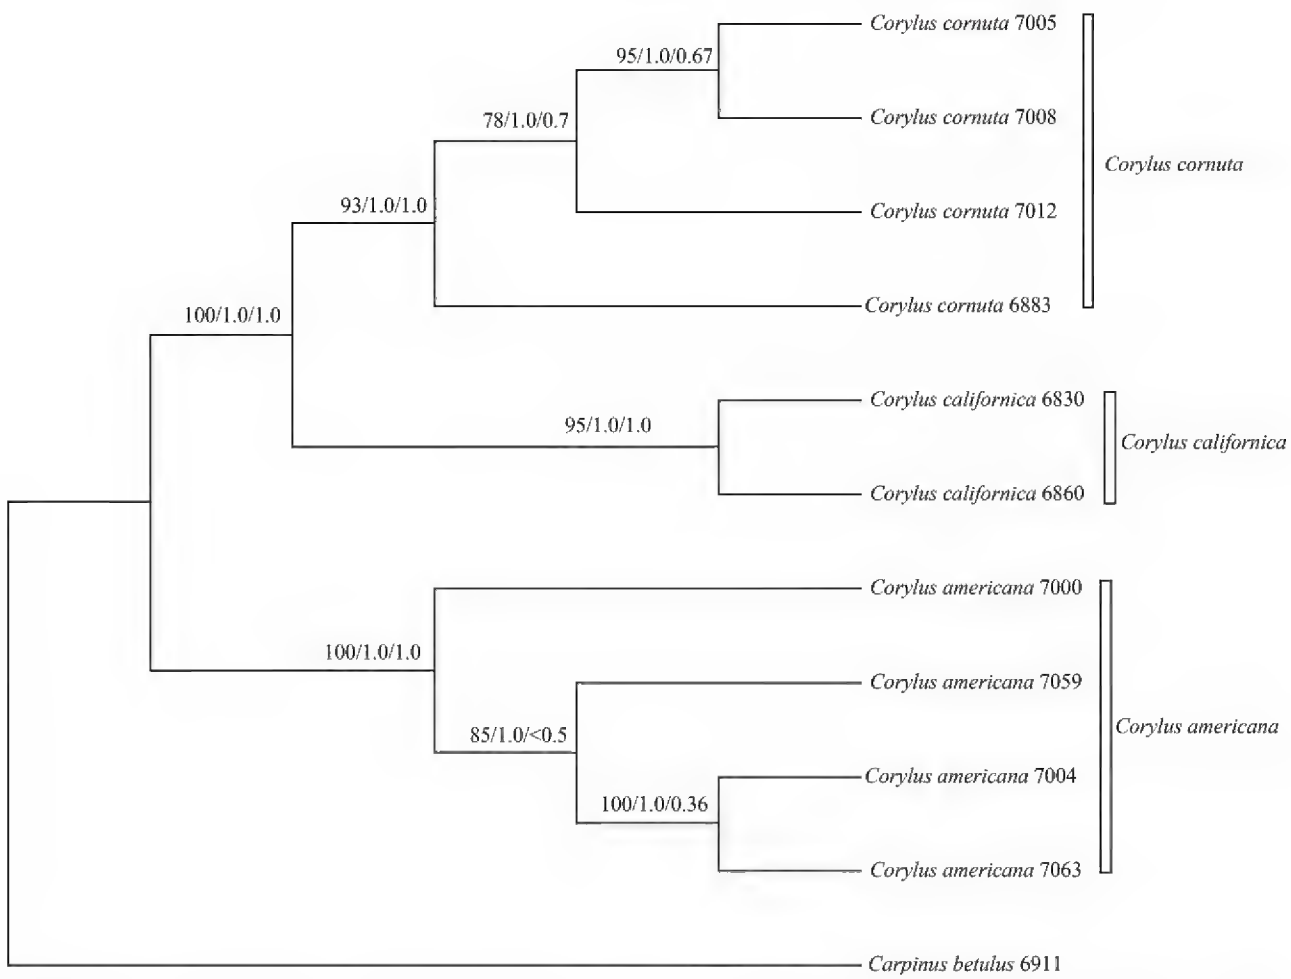 Corylus cornuta 7005
95/1.0/0.67
Corylus cornuta 7008
78/1.0/0.7
Corylus cornuta
93/1.0/1.0
Corylus cornuta 7012
Corylus cornuta 6883
100/1.0/1.0
Corylus californica 6830
95/1.0/1.0
Corylus californica
Corylus californica 6860
Corylus americana 7000
100/1.0/1.0
Corylus americana 7059
Corylus americana
85/1.0/<0.5
Corylus americana 7004
100/1.0/0.36
Corylus americana 7063
Carpinus betulus 6911